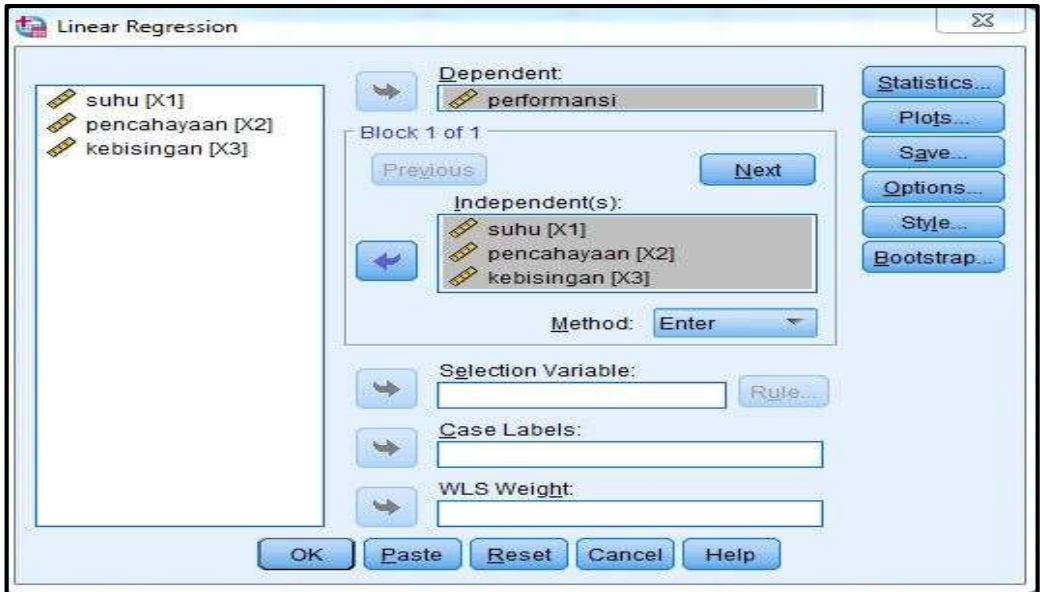 Linear Regression
suhu [X1]
pencahayaan [X2]
kebisingan [X3]
Dependent:
performansi
Block 1 of 1
Previous
Next
Independent(s):
suhu [X1]
pencahayaan [X2]
kebisingan [X3]
Method:
Enter
Selection Variable:
Rule...
Case Labels:
WLS Weight:
Statistics...
Plots...
Save...
Options...
Style...
Bootstrap...
OK
Paste
Reset
Cancel
Help